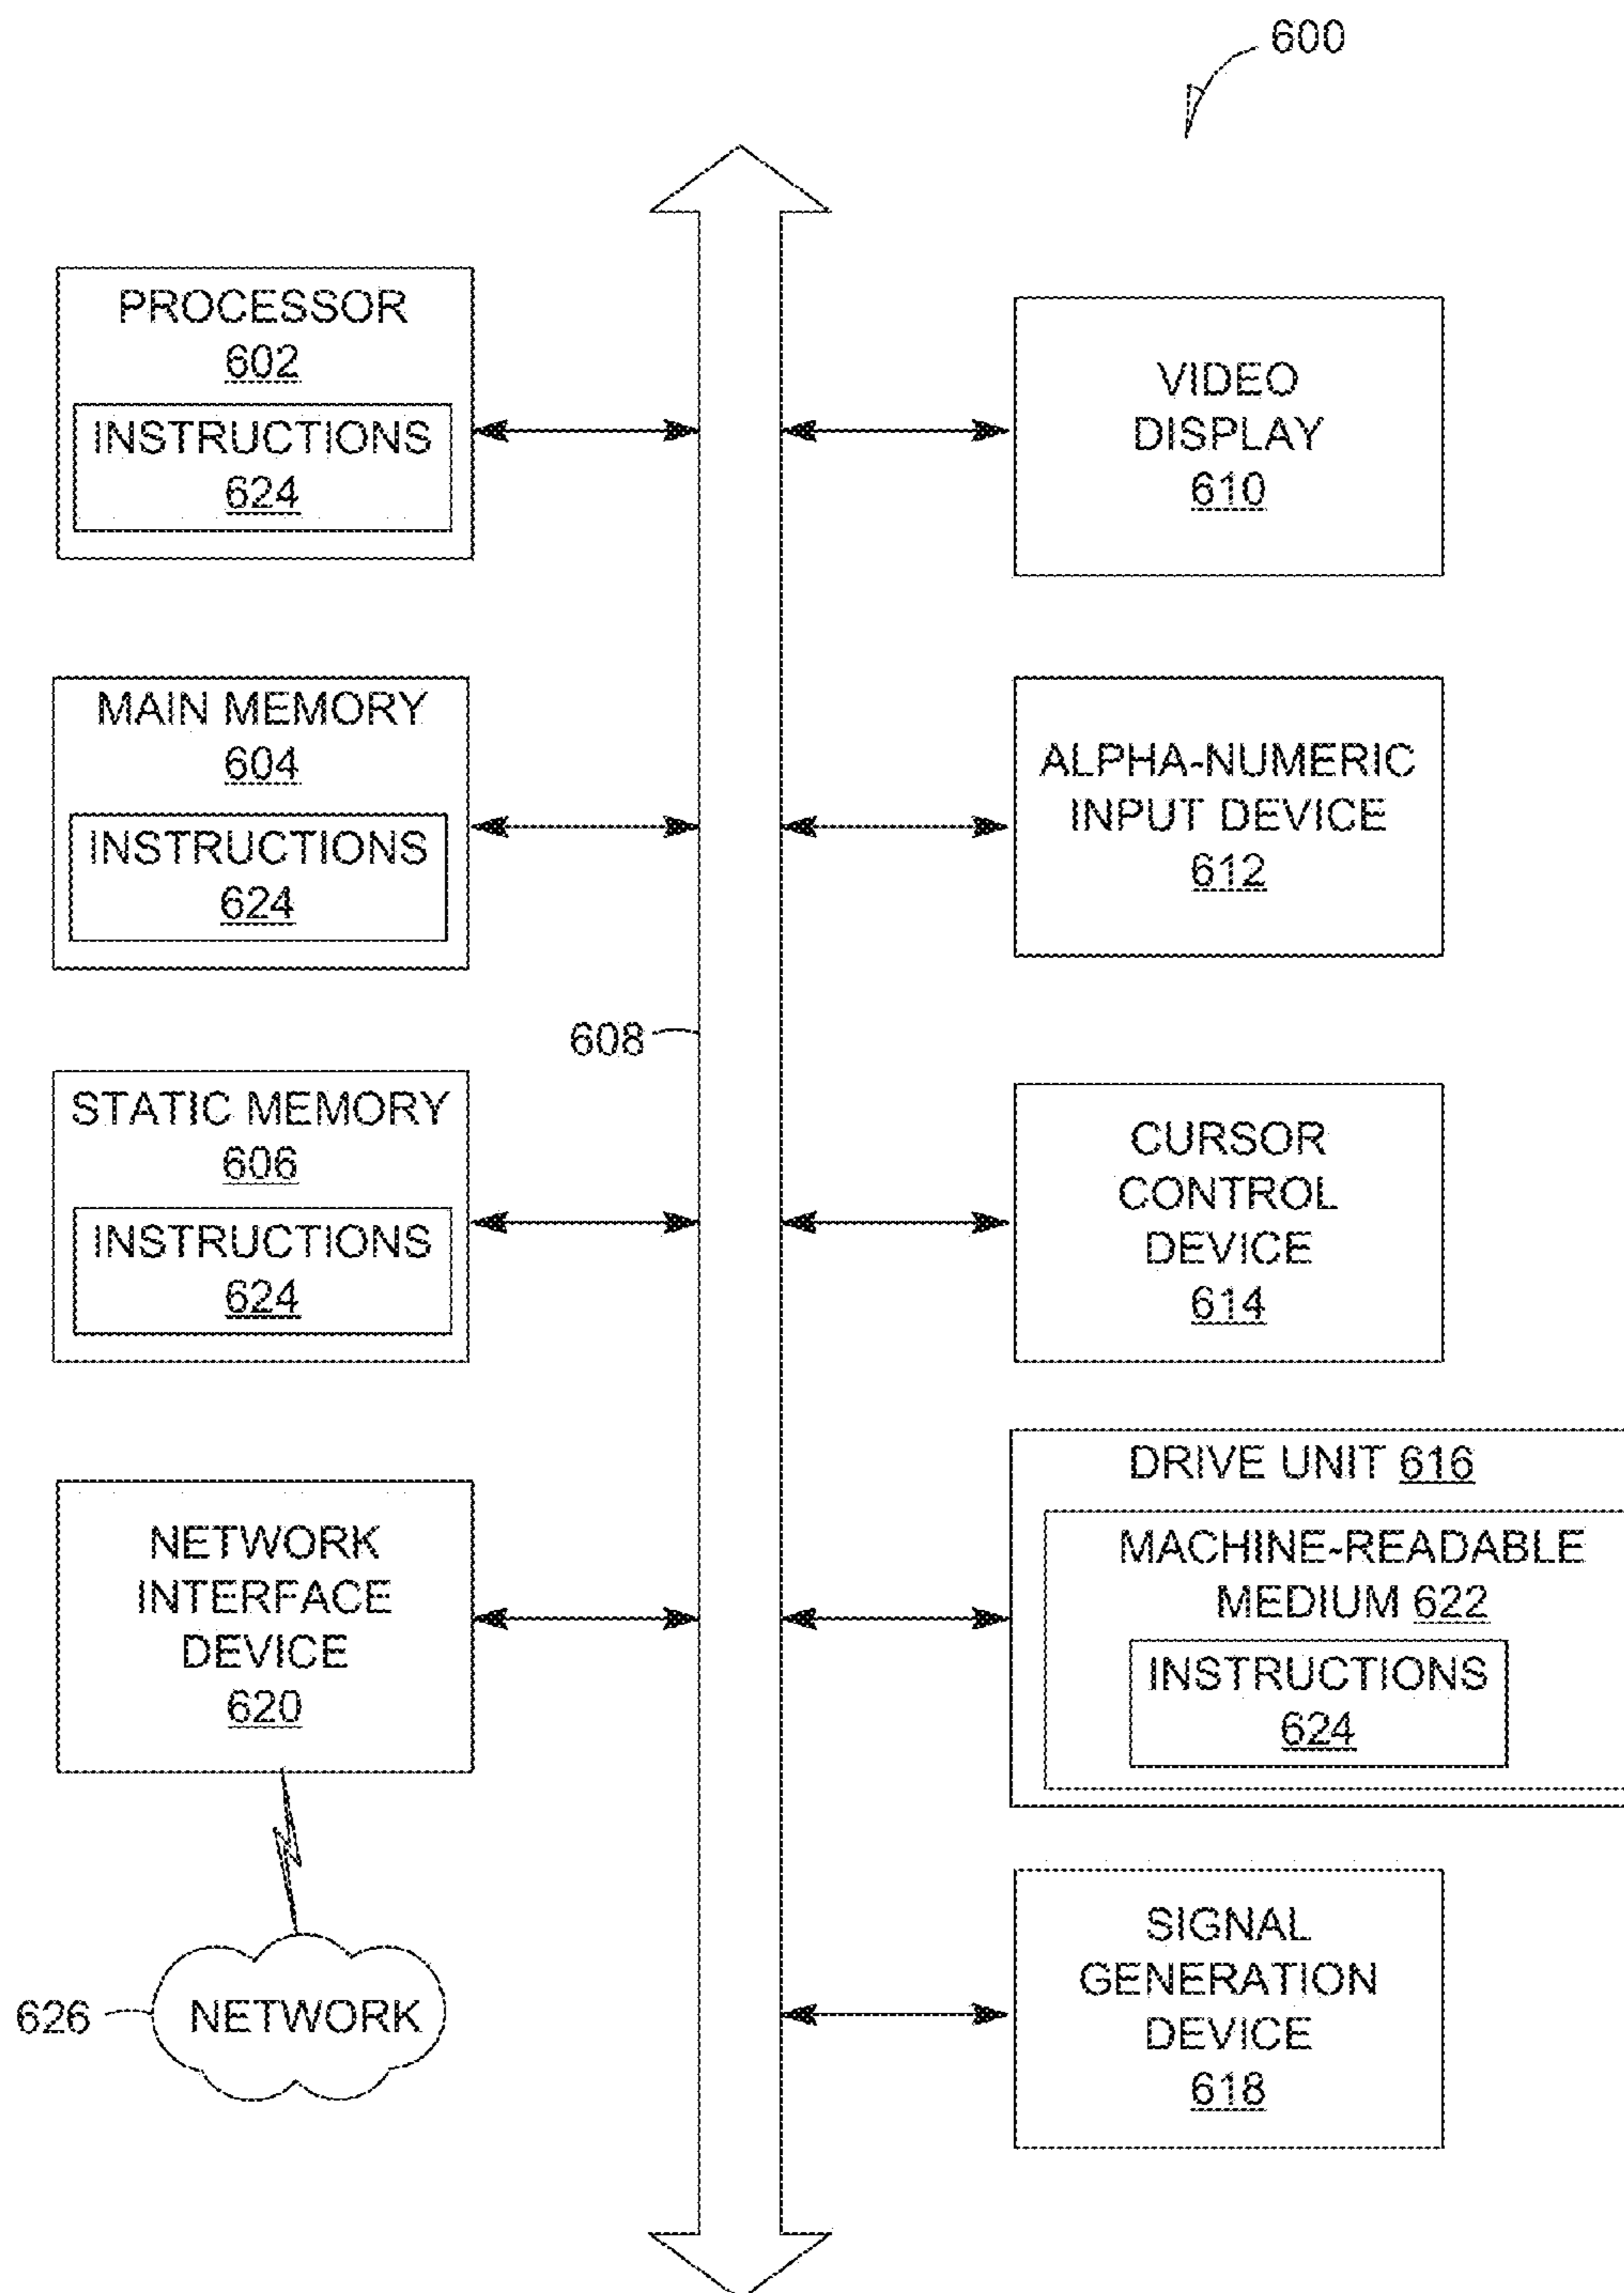 600
PROCESSOR
602
INSTRUCTIONS
624
MAIN MEMORY
604
INSTRUCTIONS
624
608
STATIC MEMORY
606
INSTRUCTIONS
624
NETWORK
INTERFACE
DEVICE
620
626
NETWORK
VIDEO
DISPLAY
610
ALPHA-NUMERIC
INPUT DEVICE
612
CURSOR
CONTROL
DEVICE
614
DRIVE UNIT 616
MACHINE-READABLE
MEDIUM 622
INSTRUCTIONS
624
SIGNAL
GENERATION
DEVICE
618